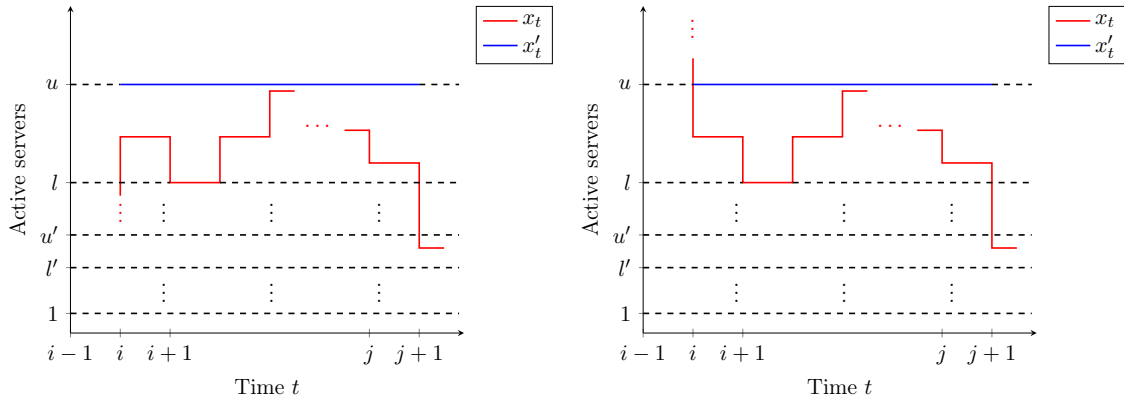 x_t
x'_t
u
l
u'
l'
1
Active servers
i − 1
i
i + 1
j
j + 1
Time t
x_t
x'_t
u
l
u'
l'
1
Active servers
i − 1
i
i + 1
j
j + 1
Time t